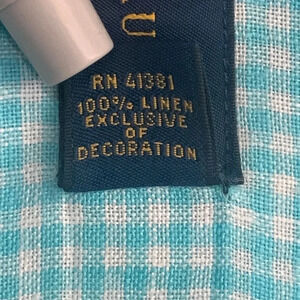 RN 41381
100% LINEN
EXCLUSIVE
OF
DECORATION